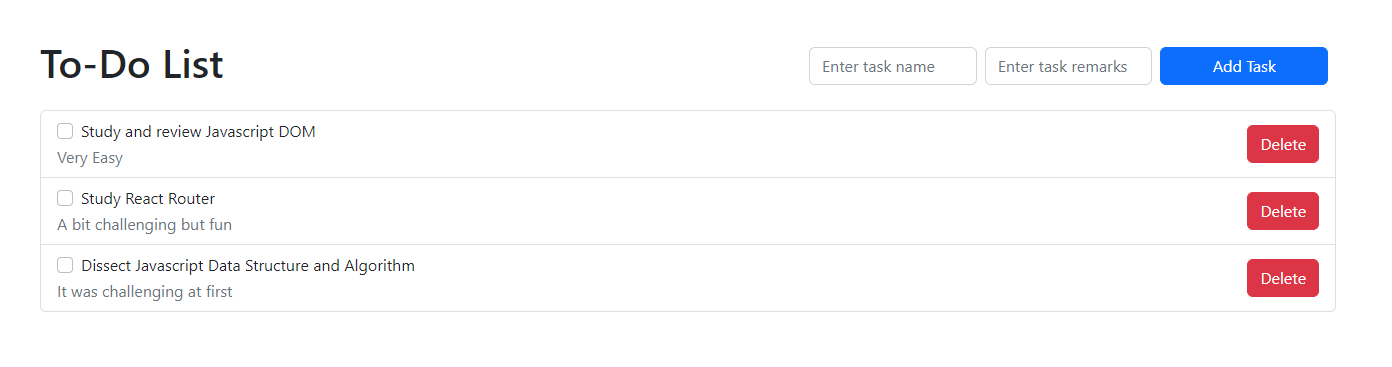 To-Do List
Enter task name Enter task remarks Add Task
Study and review Javascript DOM
Very Easy
Delete
Study React Router
A bit challenging but fun
Delete
Dissect Javascript Data Structure and Algorithm
It was challenging at first
Delete